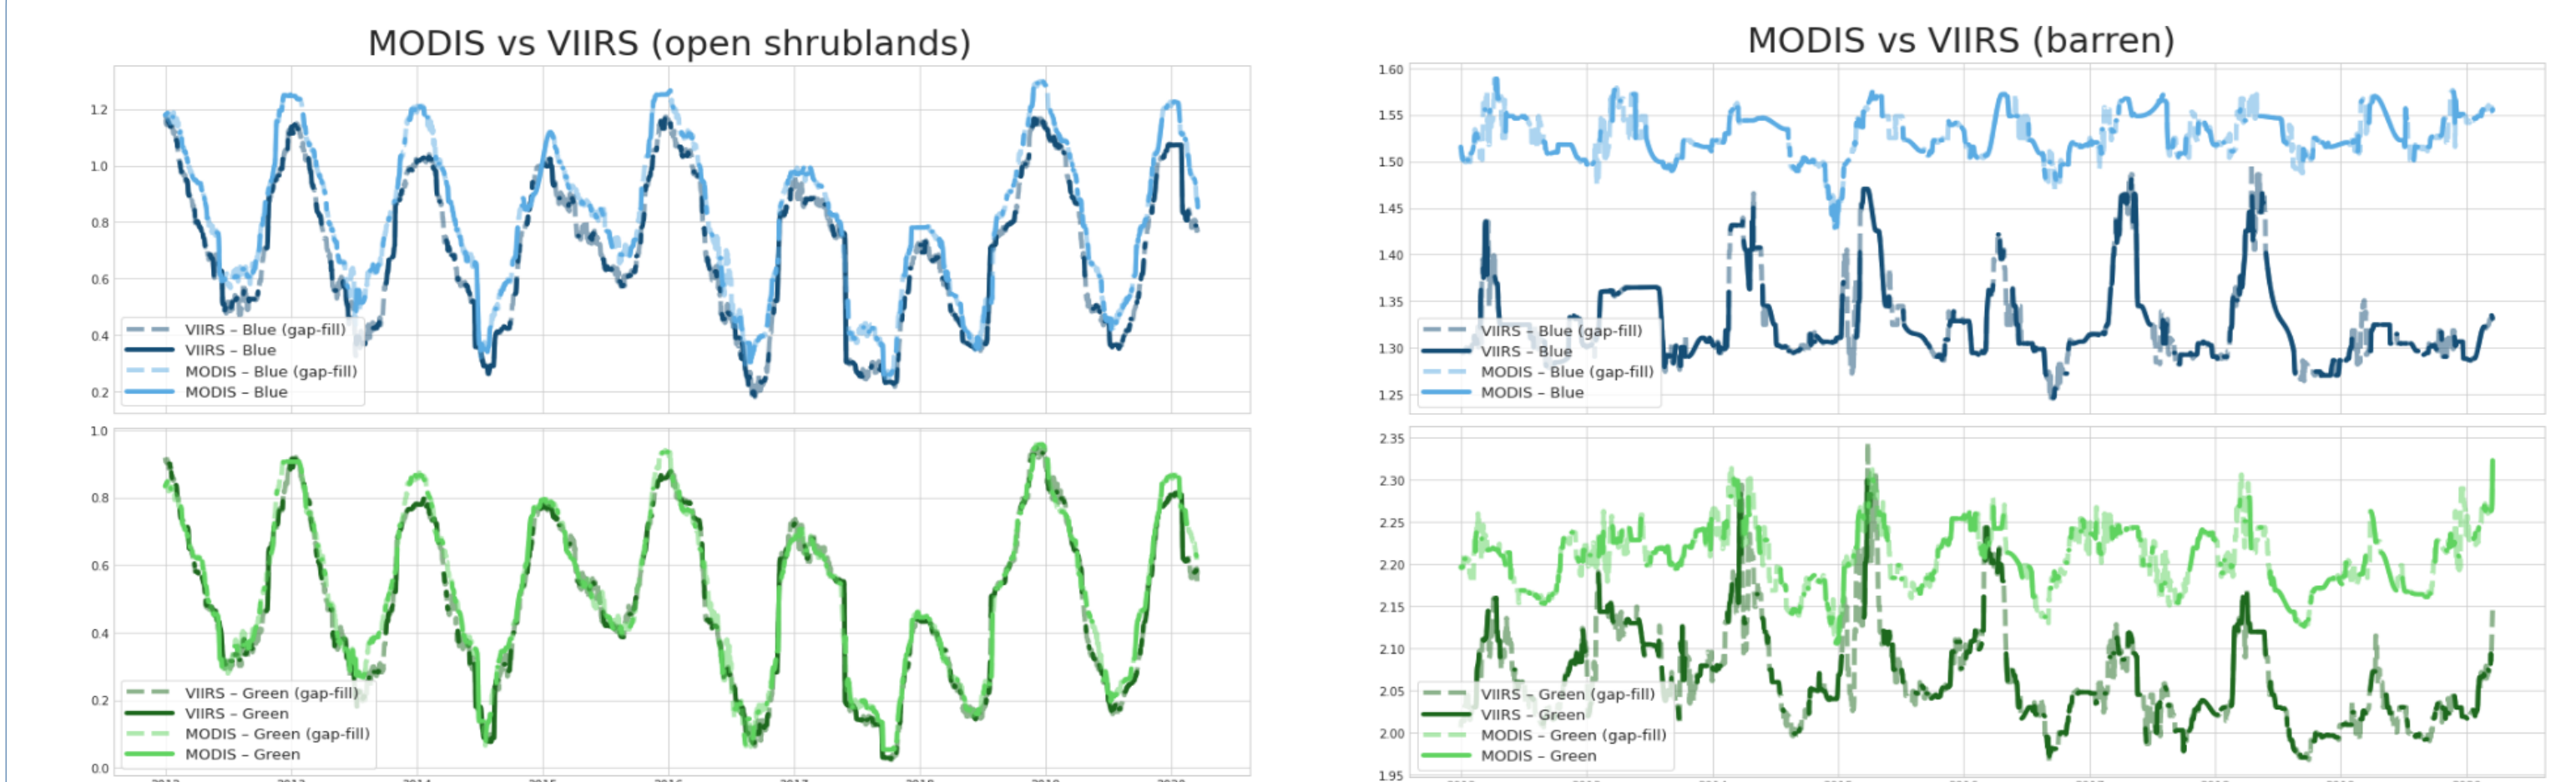 MODIS vs VIIRS (open shrublands)
1.2
1.0
0.8
0.6
0.4
0.2
VIIRS – Blue (gap-fill)
VIIRS – Blue
MODIS – Blue (gap-fill)
MODIS – Blue
1.0
0.8
0.6
0.4
0.2
0.0
VIIRS – Green (gap-fill)
VIIRS – Green
MODIS – Green (gap-fill)
MODIS – Green
MODIS vs VIIRS (barren)
1.60
1.55
1.50
1.45
1.40
1.35
1.30
1.25
VIIRS – Blue (gap-fill)
VIIRS – Blue
MODIS – Blue (gap-fill)
MODIS – Blue
2.35
2.30
2.25
2.20
2.15
2.10
2.05
2.00
1.95
VIIRS – Green (gap-fill)
VIIRS – Green
MODIS – Green (gap-fill)
MODIS – Green